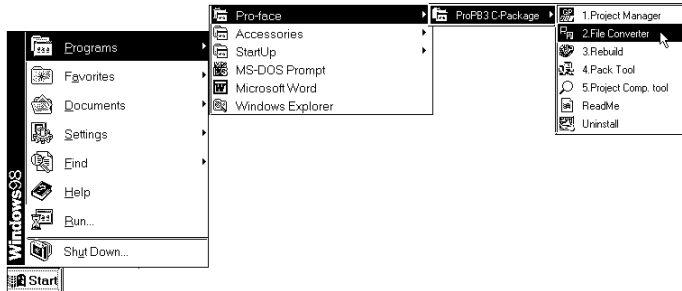 Pro-face
ProPB3 C-Package
1.Project Manager
2.File Converter
3.Rebuild
4.Pack Tool
5.Project Comp. tool
ReadMe
Uninstall
Accessories
StartUp
MS-DOS Prompt
Microsoft Word
Windows Explorer
Programs
Favorites
Documents
Settings
Find
Help
Run...
Shut Down...
Windows98
Start